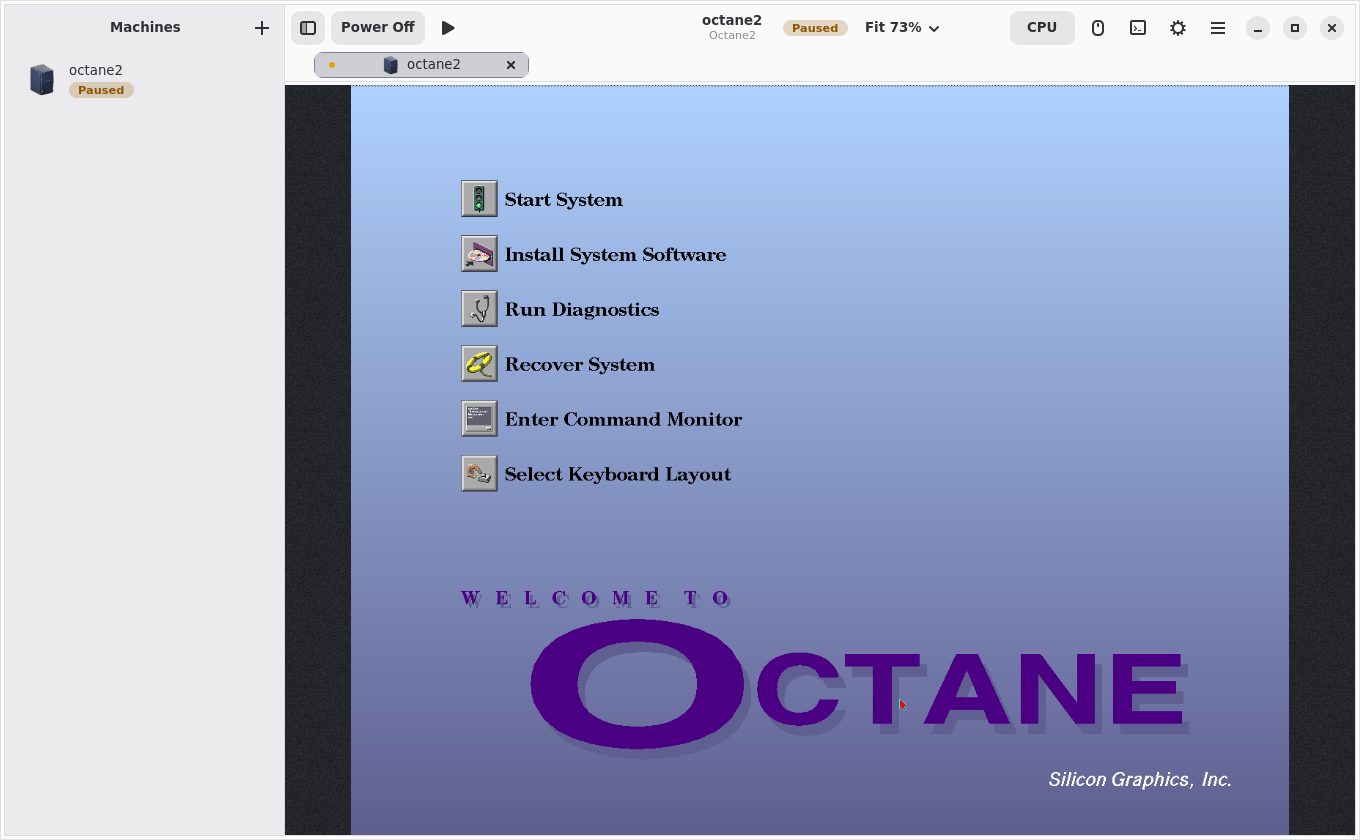 Machines
octane2
Paused
Power Off
octane2
Octane2
Paused
Fit 73%
CPU
octane2
Start System
Install System Software
Run Diagnostics
Recover System
Enter Command Monitor
Select Keyboard Layout
WELCOME TO
OCTANE
Silicon Graphics, Inc.